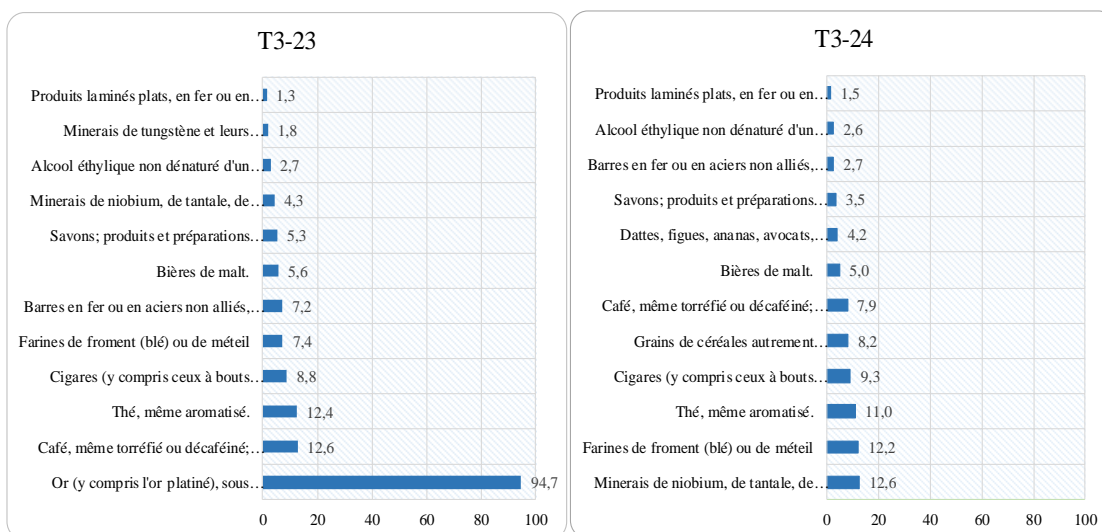 T3-23
Produits laminés plats, en fer ou en… 1,3
Minerais de tungstène et leurs… 1,8
Alcool éthylique non dénaturé d'un… 2,7
Minerais de niobium, de tantale, de… 4,3
Savons; produits et préparations… 5,3
Bières de malt. 5,6
Barres en fer ou en aciers non alliés,… 7,2
Farines de froment (blé) ou de méteil 7,4
Cigares (y compris ceux à bouts… 8,8
Thé, même aromatisé. 12,4
Café, même torréfié ou décaféiné;… 12,6
Or (y compris l'or platiné), sous… 94,7
0 20 40 60 80 100
T3-24
Produits laminés plats, en fer ou en… 1,5
Alcool éthylique non dénaturé d'un… 2,6
Barres en fer ou en aciers non alliés,… 2,7
Savons; produits et préparations… 3,5
Dattes, figues, ananas, avocats,… 4,2
Bières de malt. 5,0
Café, même torréfié ou décaféiné;… 7,9
Grains de céréales autrement… 8,2
Cigares (y compris ceux à bouts… 9,3
Thé, même aromatisé. 11,0
Farines de froment (blé) ou de méteil 12,2
Minerais de niobium, de tantale, de… 12,6
0 20 40 60 80 100